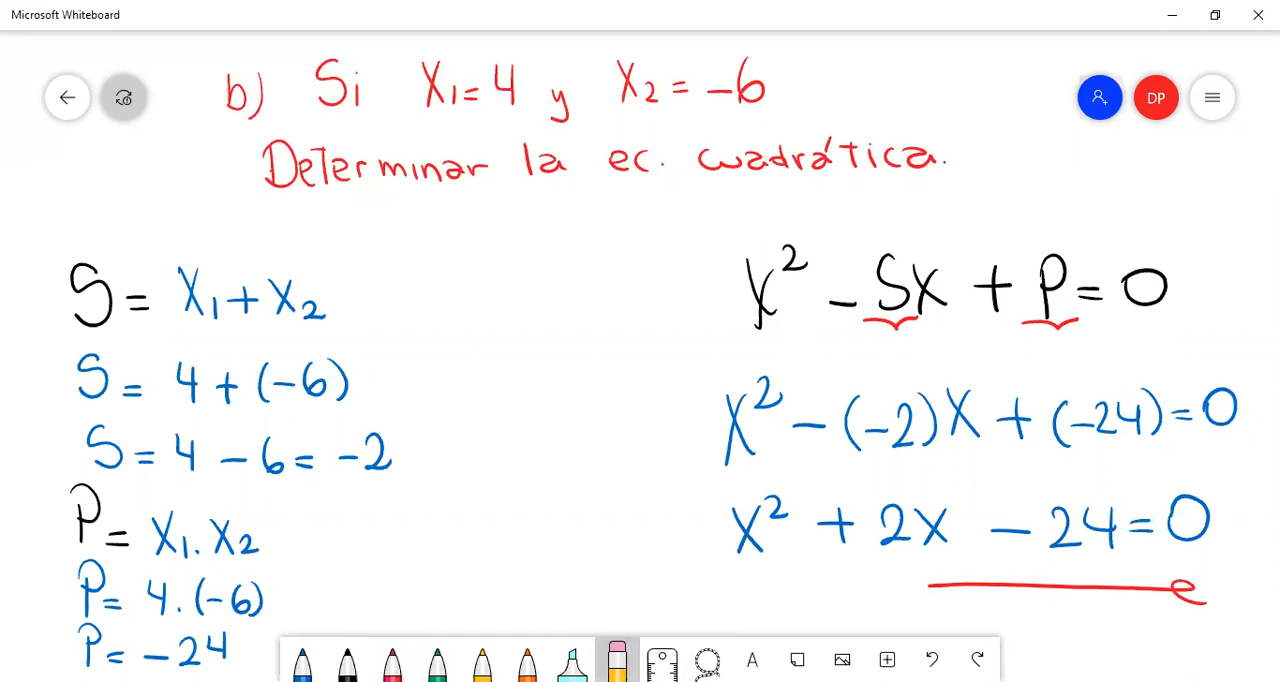 Microsoft Whiteboard
b) Si X₁=4 y X₂=-6
Determinar la ec. cuadrática.
DP
S= X₁+X₂
S= 4+(-6)
S= 4-6=-2
P= X₁.X₂
P= 4.(-6)
P= -24
X²-SX+P=0
X²-(-2)X+(-24)=0
X²+2X-24=0
A